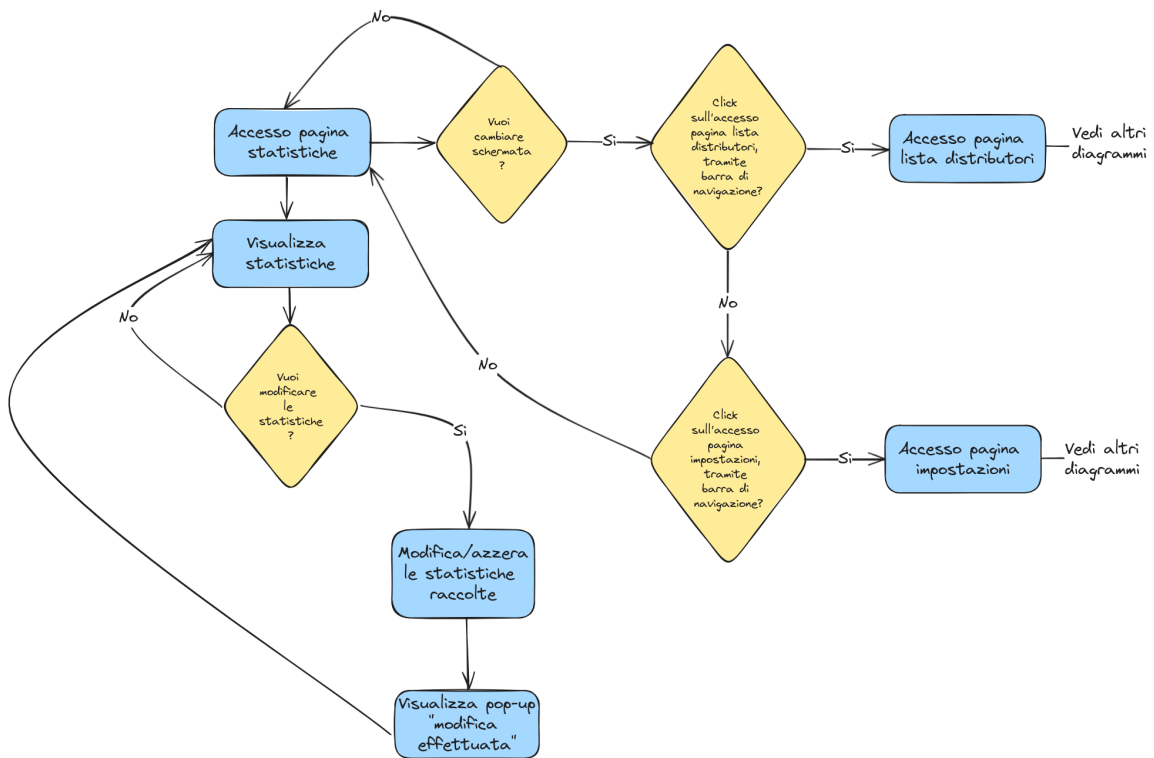 No
Accesso pagina
statistiche
Vuoi
cambiare
schermata
?
Si
Click
sull'accesso
pagina lista
distributori,
tramite
barra di
navigazione?
Si
Accesso pagina
lista distributori
Vedi altri
diagrammi
Visualizza
statistiche
No
No
Vuoi
modificare
le
statistiche
?
Si
No
Click
sull'accesso
pagina
impostazioni,
tramite
barra di
navigazione?
Si
Accesso pagina
impostazioni
Vedi altri
diagrammi
Modifica/azzera
le statistiche
raccolte
Visualizza pop-up
"modifica
effettuata"